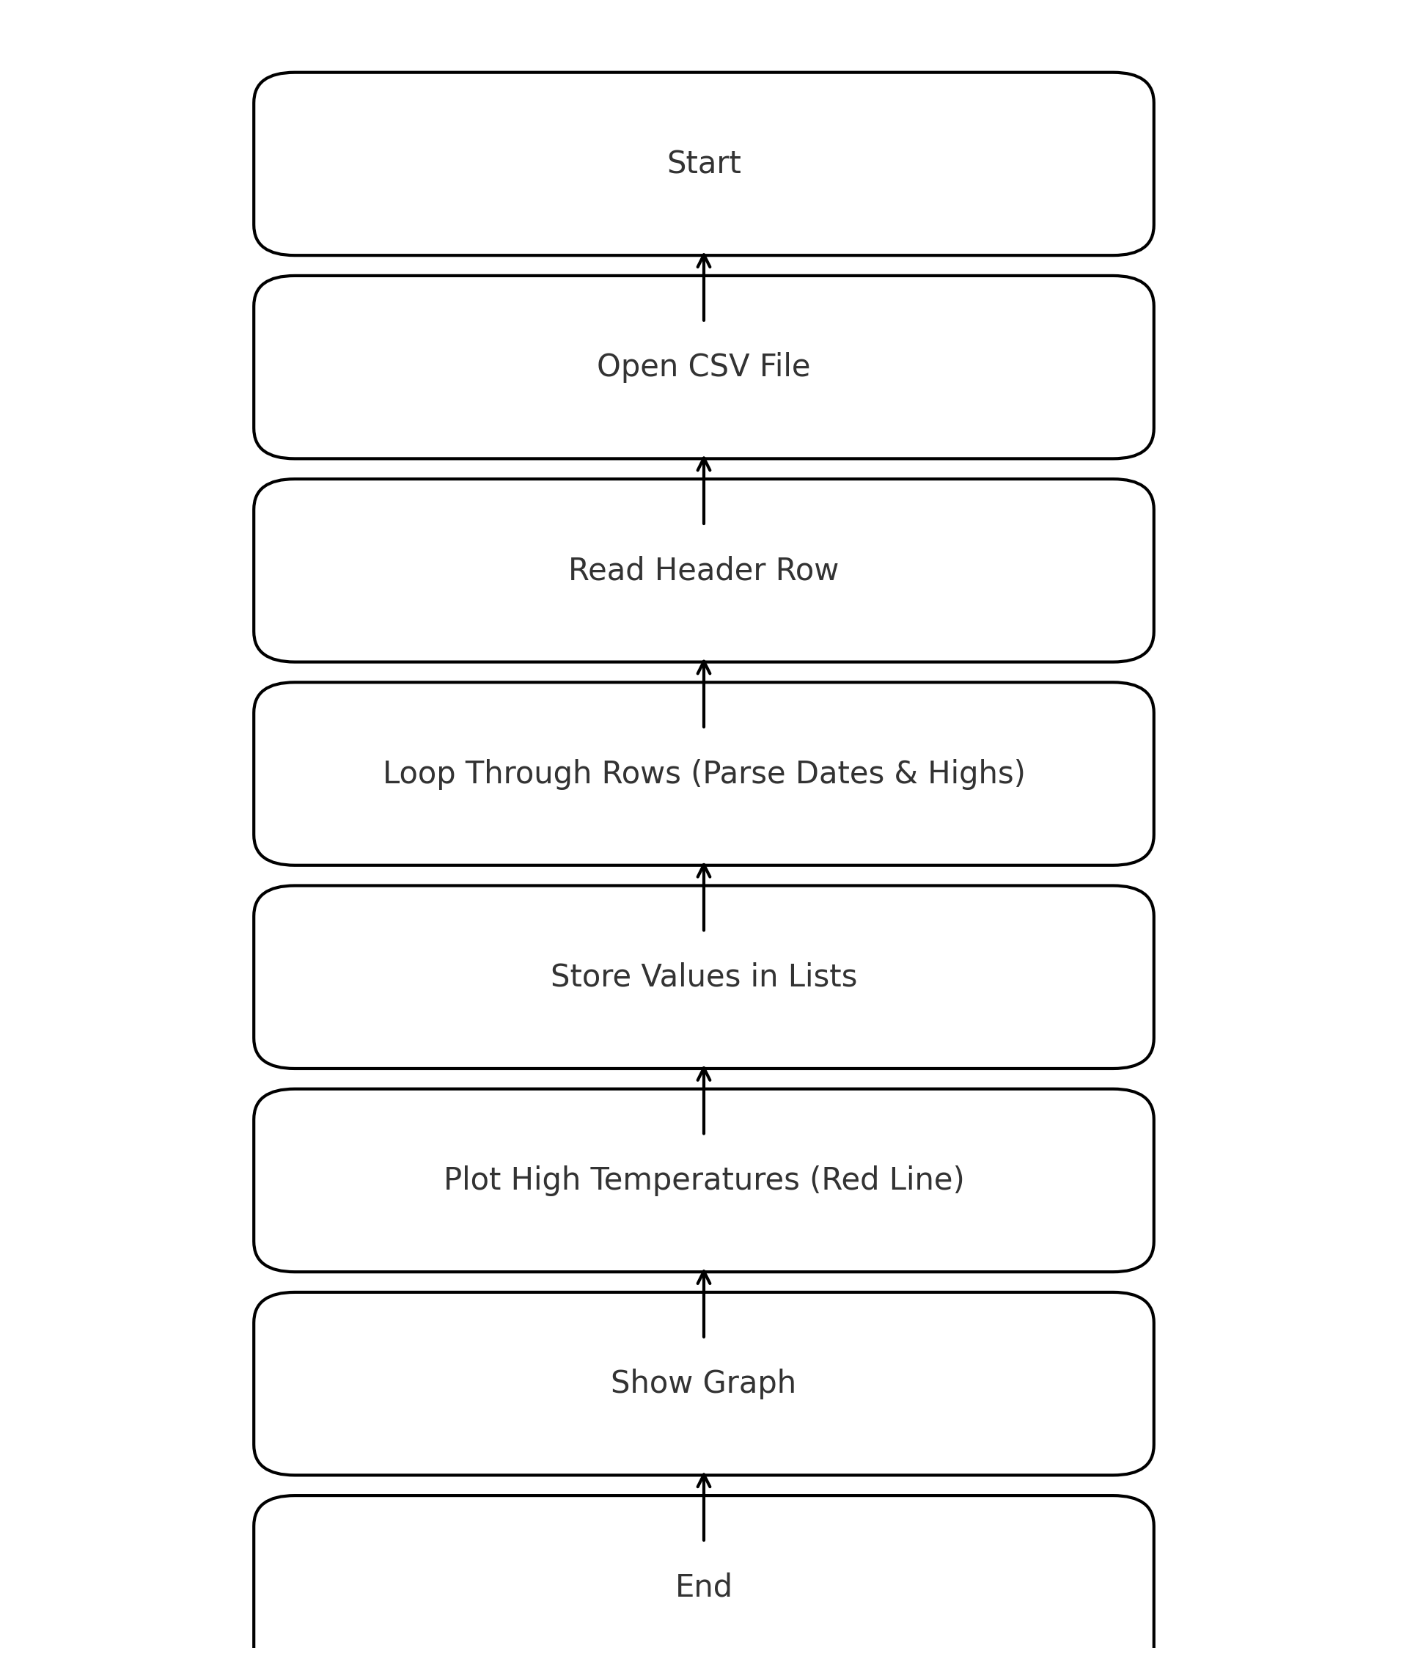 Start
Open CSV File
Read Header Row
Loop Through Rows (Parse Dates & Highs)
Store Values in Lists
Plot High Temperatures (Red Line)
Show Graph
End